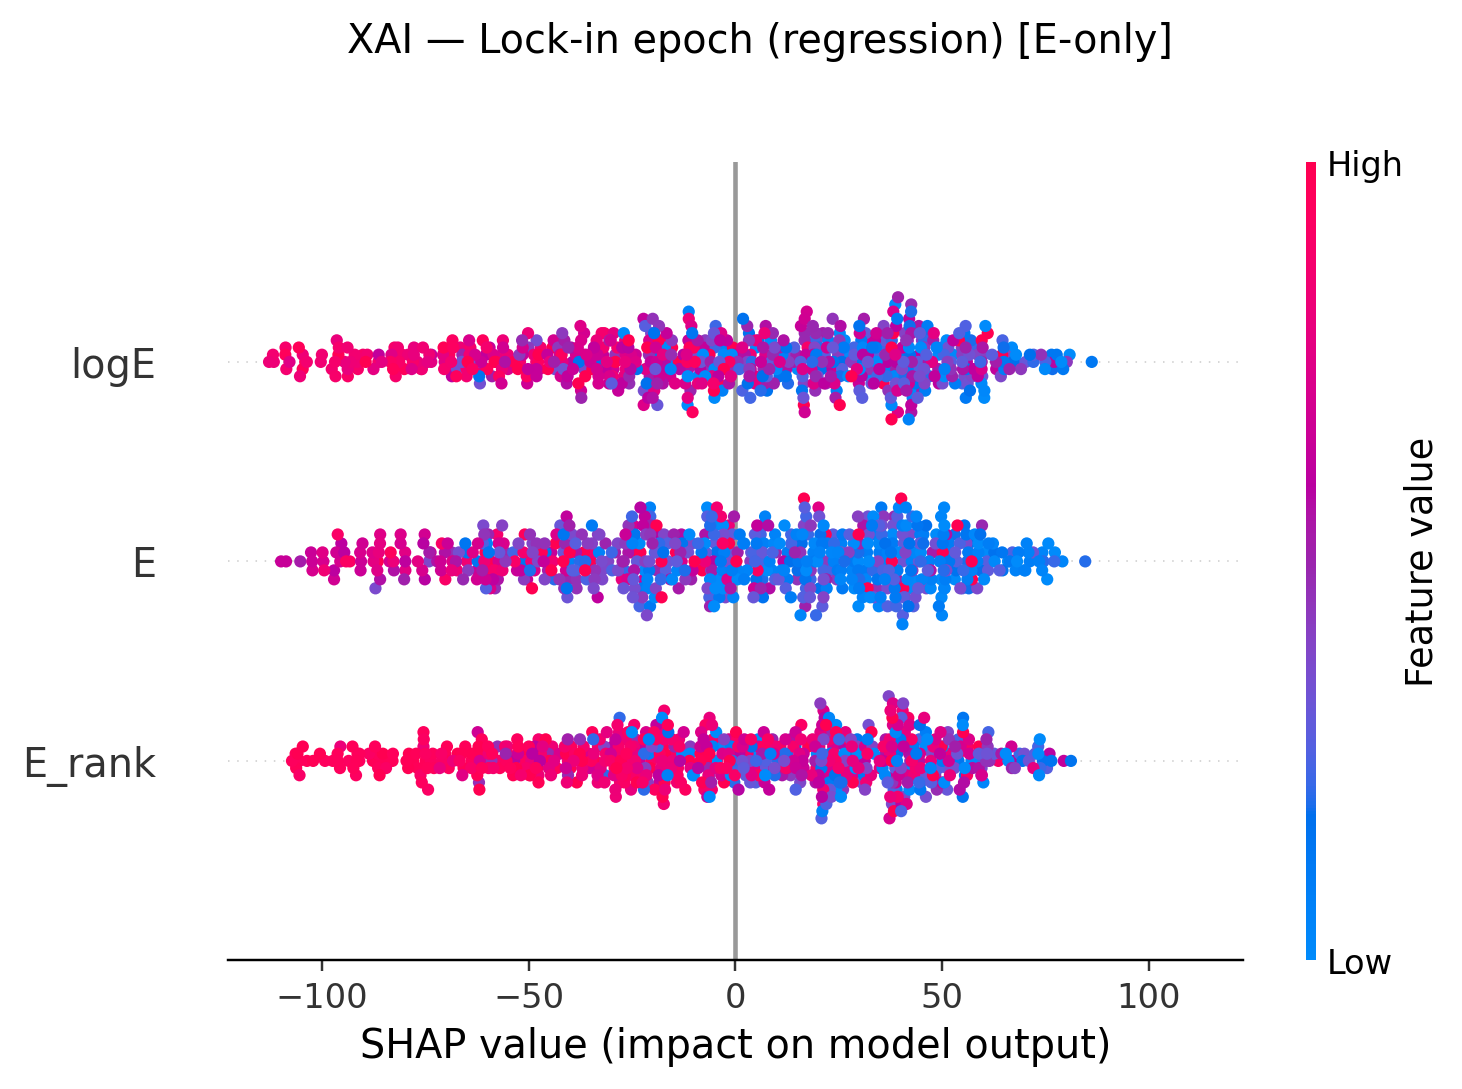 XAI — Lock-in epoch (regression) [E-only]
High
logE
E
E_rank
Feature value
Low
−100
−50
0
50
100
SHAP value (impact on model output)